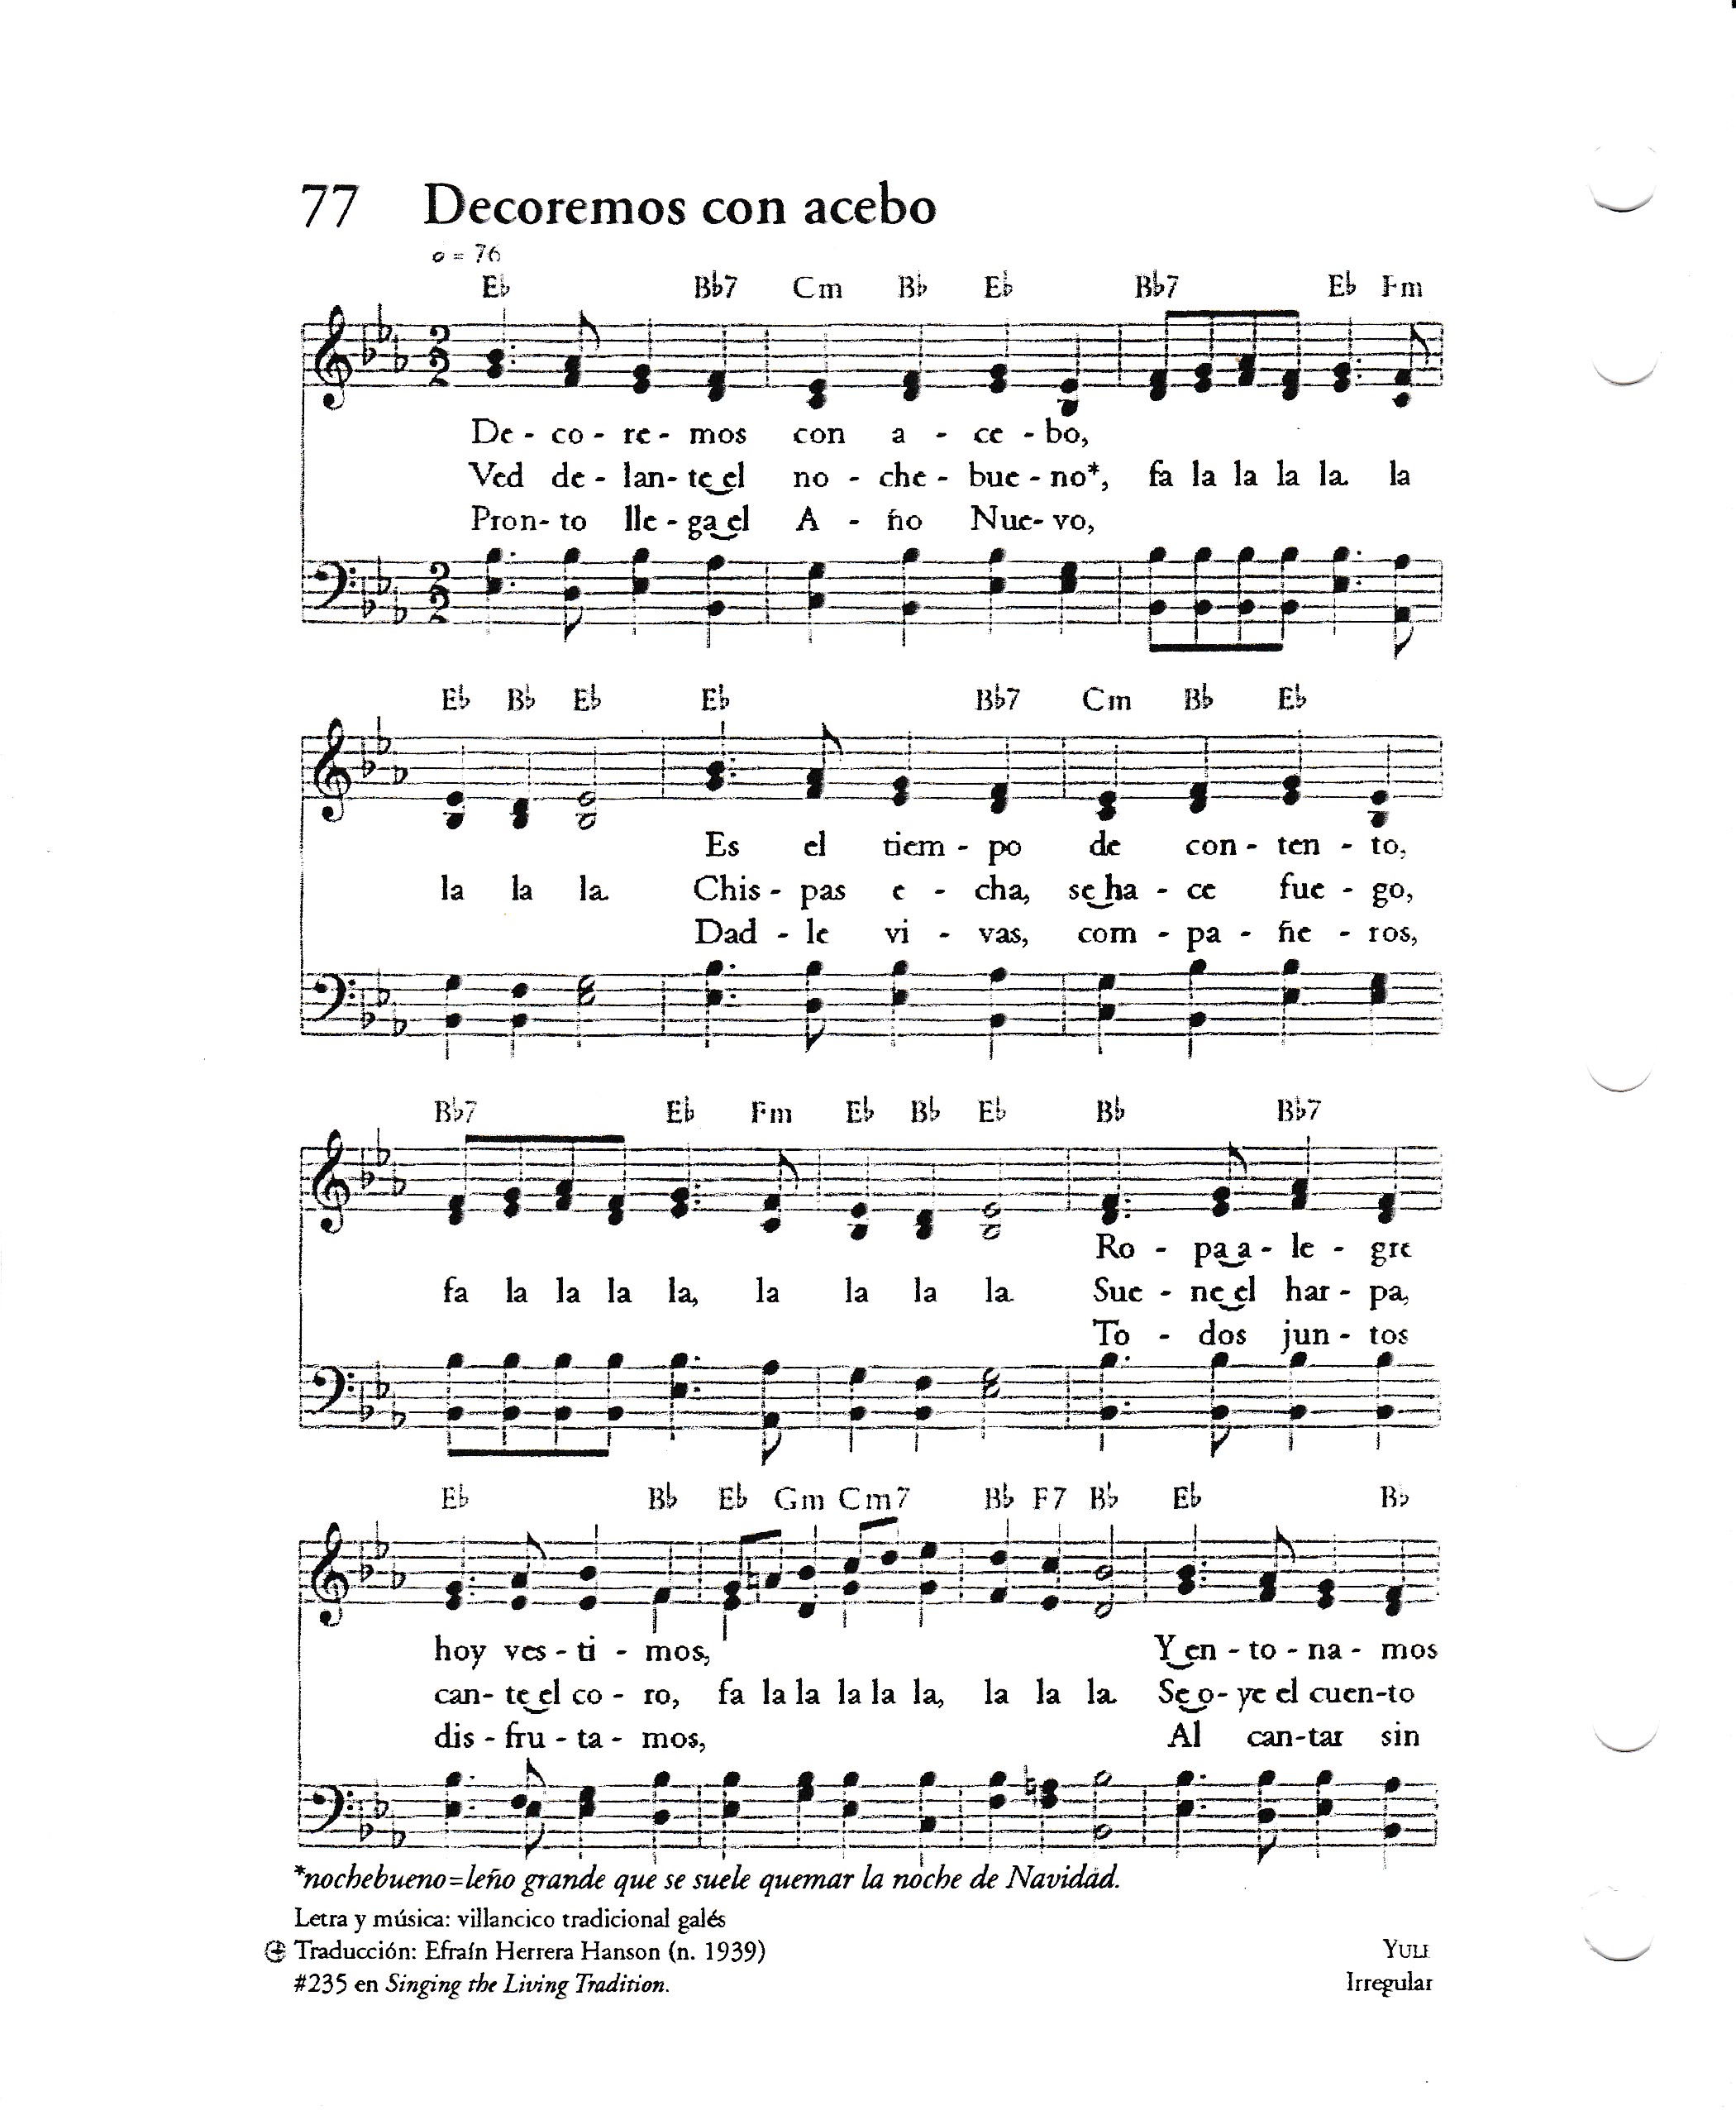 77 Decoremos con acebo
= 76
E♭ B♭7 Cm B♭ E♭ B♭7 E♭ Fm
De - co - re - mos con a - ce - bo,
Ved de - lan - te‿el no - che - bue - no*, fa la la la la. la
Pron - to lle - ga‿el A - ño Nue - vo,
E♭ B♭ E♭ E♭ B♭7 Cm B♭ E♭
Es el tiem - po de con - ten - to,
la la la. Chis - pas e - cha, se‿ha - ce fue - go,
Dad - le vi - vas, com - pa - ñe - ros,
B♭7 E♭ Fm E♭ B♭ E♭ B♭ B♭7
Ro - pa‿a - le - gre
fa la la la la, la la la la. Sue - ne‿el har - pa,
To - dos jun - tos
E♭ B♭ E♭ Gm Cm7 B♭ F7 B♭ E♭ B♭
hoy ves - ti - mos, Y‿en - to - na - mos
can - te‿el co - ro, fa la la la la la, la la la. Se‿o - ye el cuen - to
dis - fru - ta - mos, Al can - tar sin
*nochebueno=leño grande que se suele quemar la noche de Navidad.
Letra y música: villancico tradicional galés
Traducción: Efraín Herrera Hanson (n. 1939) YULE
#235 en Singing the Living Tradition. Irregular